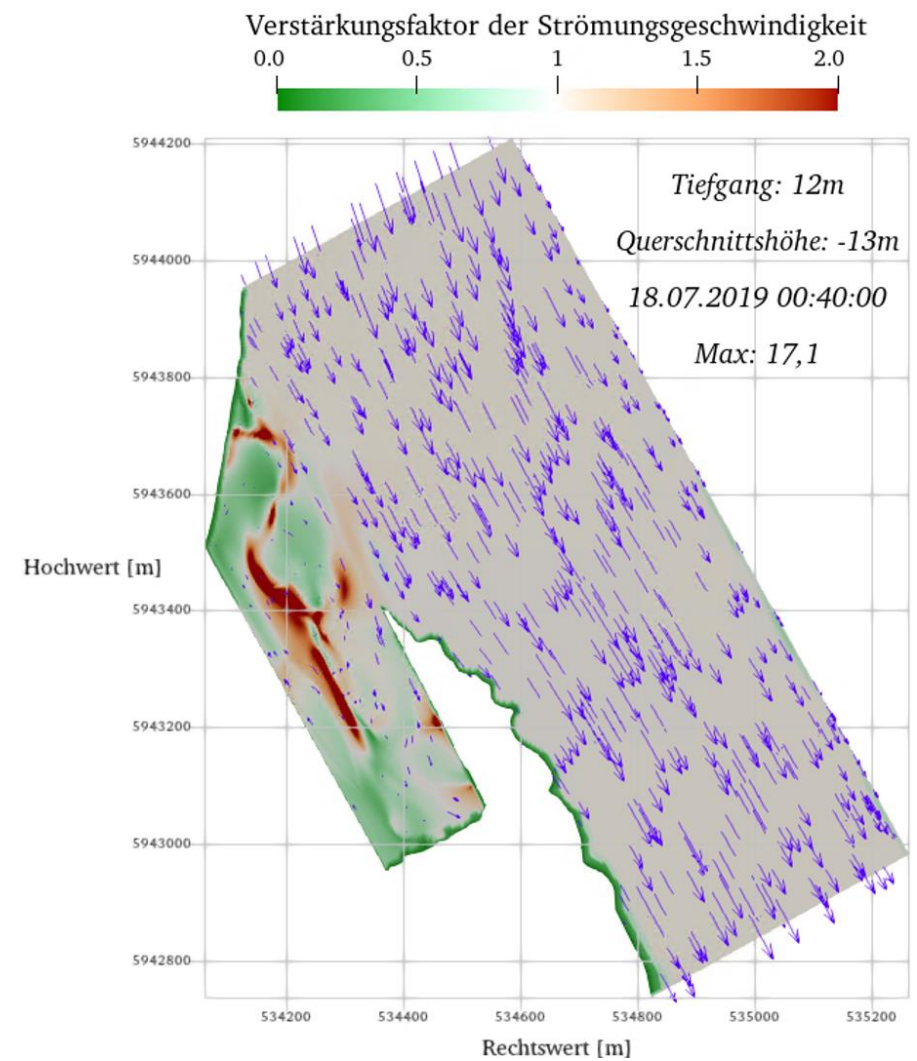 Verstärkungsfaktor der Strömungsgeschwindigkeit
0.0 0.5 1 1.5 2.0
5944200
Tiefgang: 12m
Querschnittshöhe: -13m
5944000
18.07.2019 00:40:00
Max: 17,1
5943800
5943600
Hochwert [m]
5943400
5943200
5943000
5942800
534200 534400 534600 534800 535000 535200
Rechtswert [m]